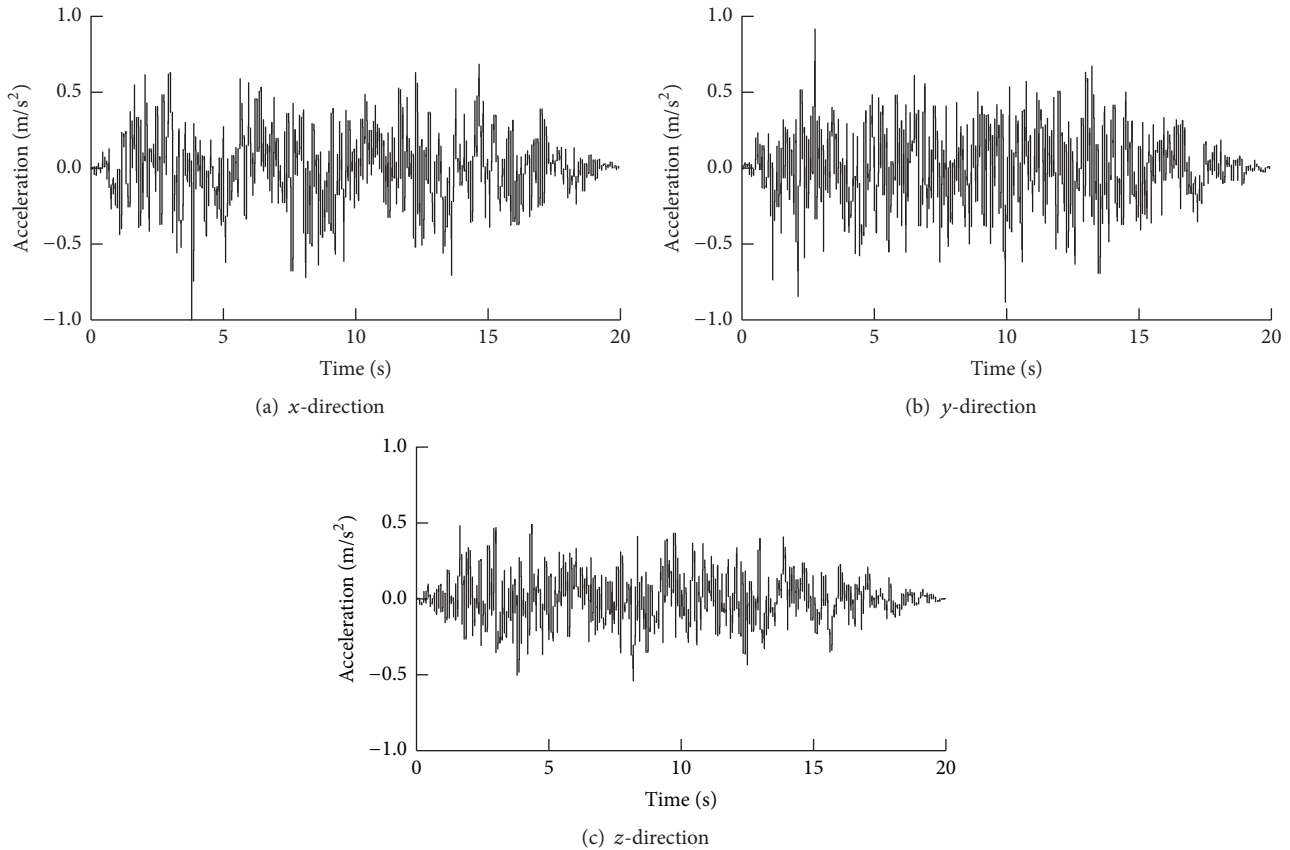 1.0
0.5
0.0
−0.5
−1.0
Acceleration (m/s²)
0 5 10 15 20
Time (s)
(a) x-direction
1.0
0.5
0.0
−0.5
−1.0
Acceleration (m/s²)
0 5 10 15 20
Time (s)
(b) y-direction
1.0
0.5
0.0
−0.5
−1.0
Acceleration (m/s²)
0 5 10 15 20
Time (s)
(c) z-direction